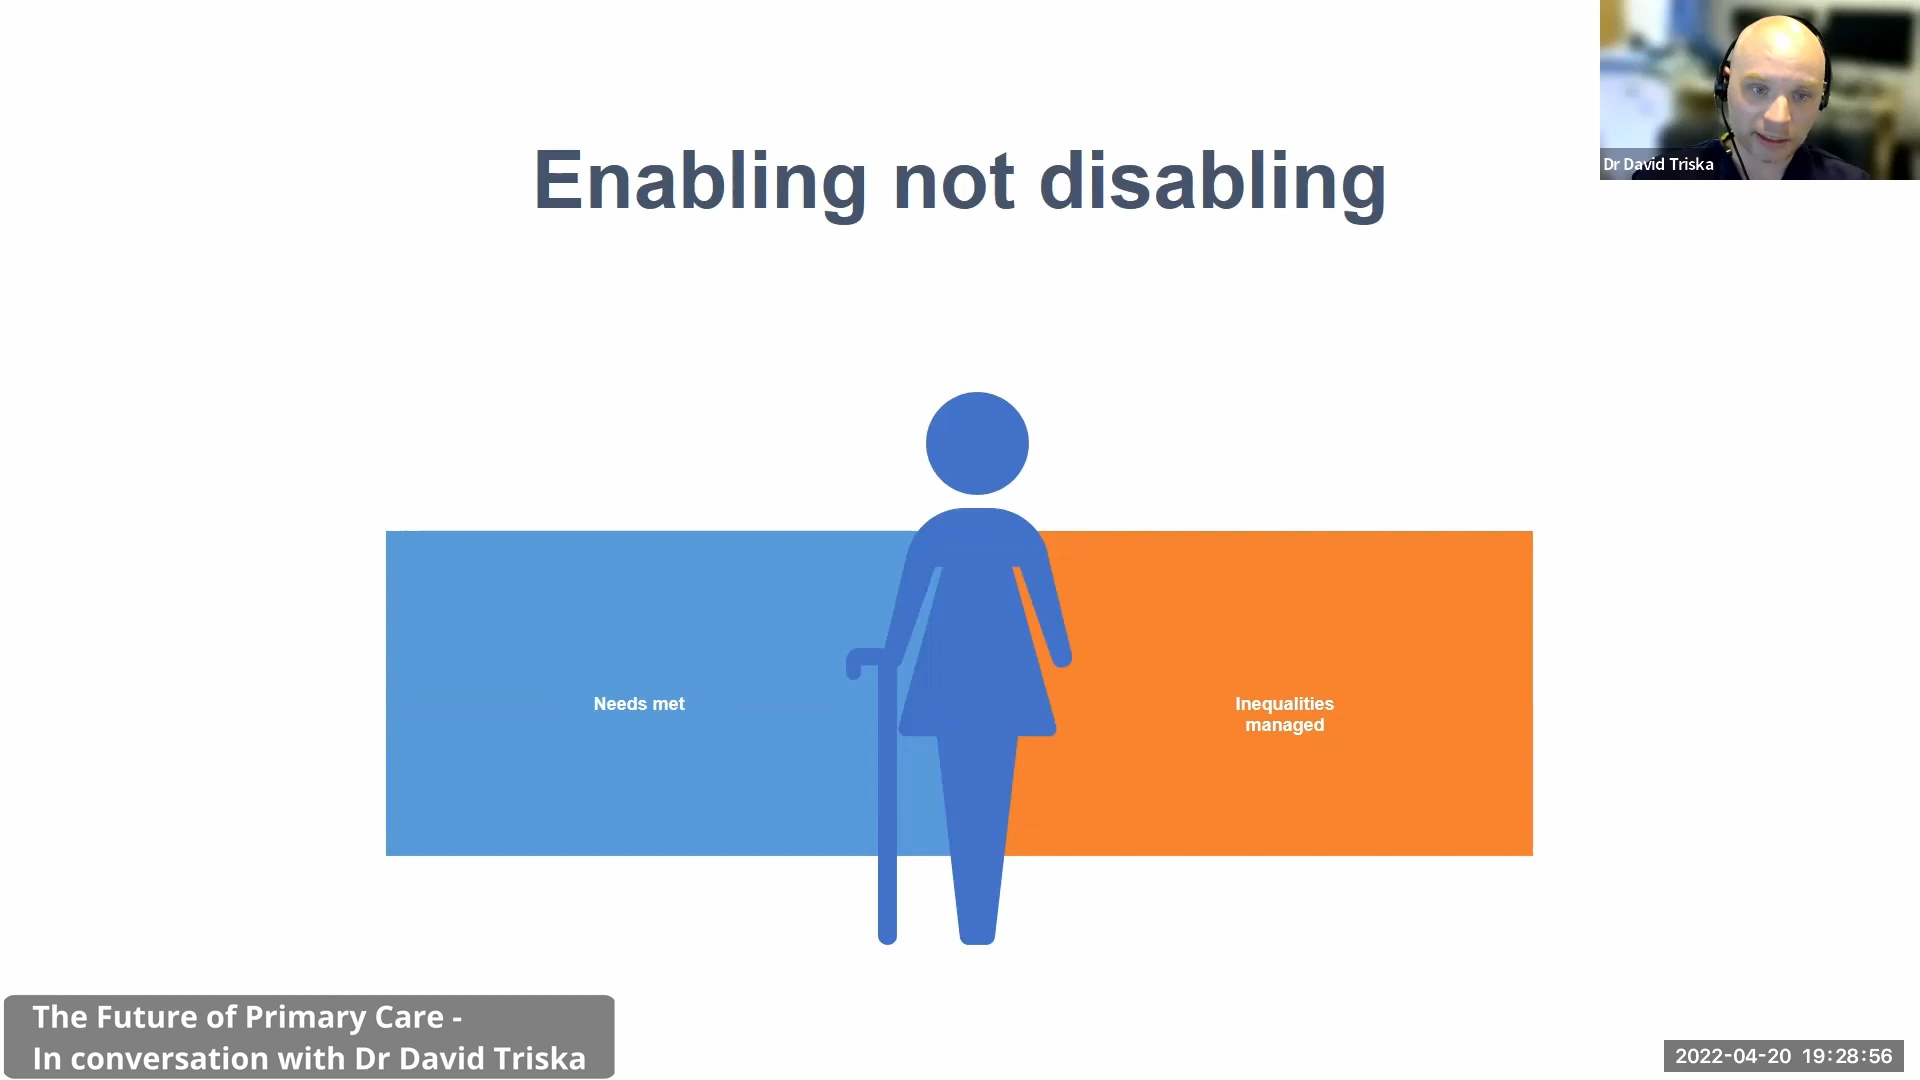 Enabling not disabling
Dr David Triska
Needs met
Inequalities
managed
The Future of Primary Care -
In conversation with Dr David Triska
2022-04-20 19:28:56